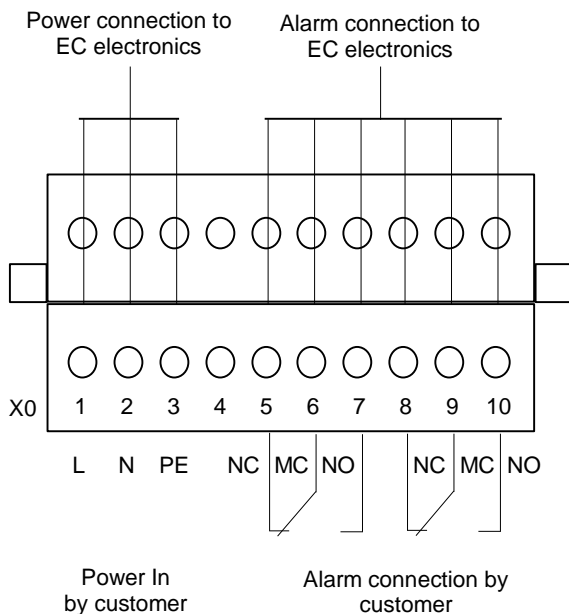 Power connection to
EC electronics
Alarm connection to
EC electronics
X0 1 2 3 4 5 6 7 8 9 10
L N PE NC MC NO NC MC NO
Power In
by customer
Alarm connection by
customer